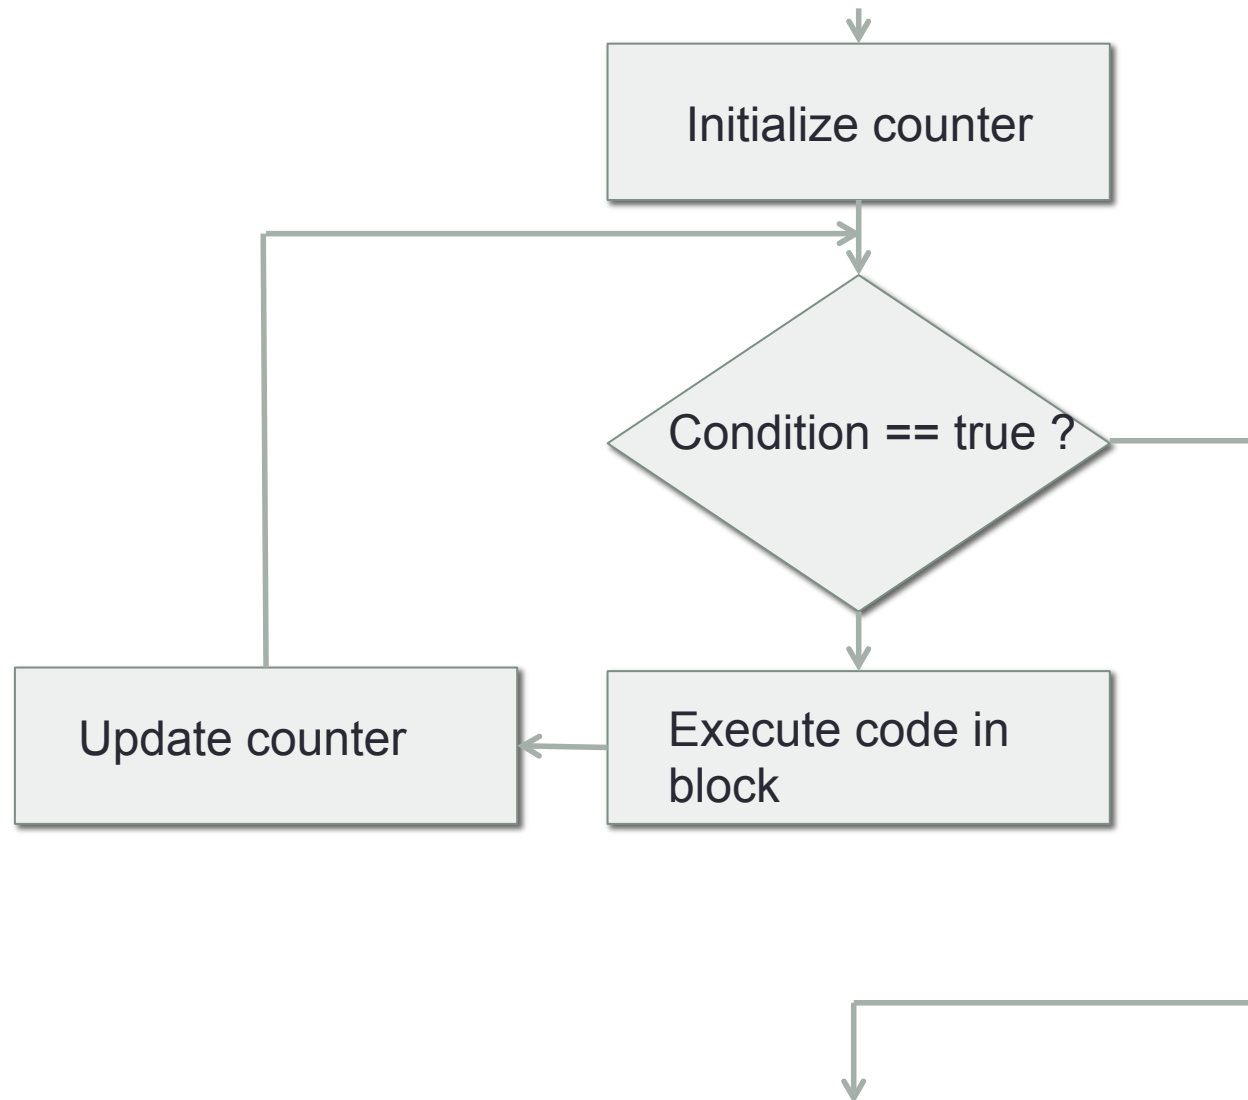 Initialize counter
Condition == true ?
Update counter
Execute code in
block